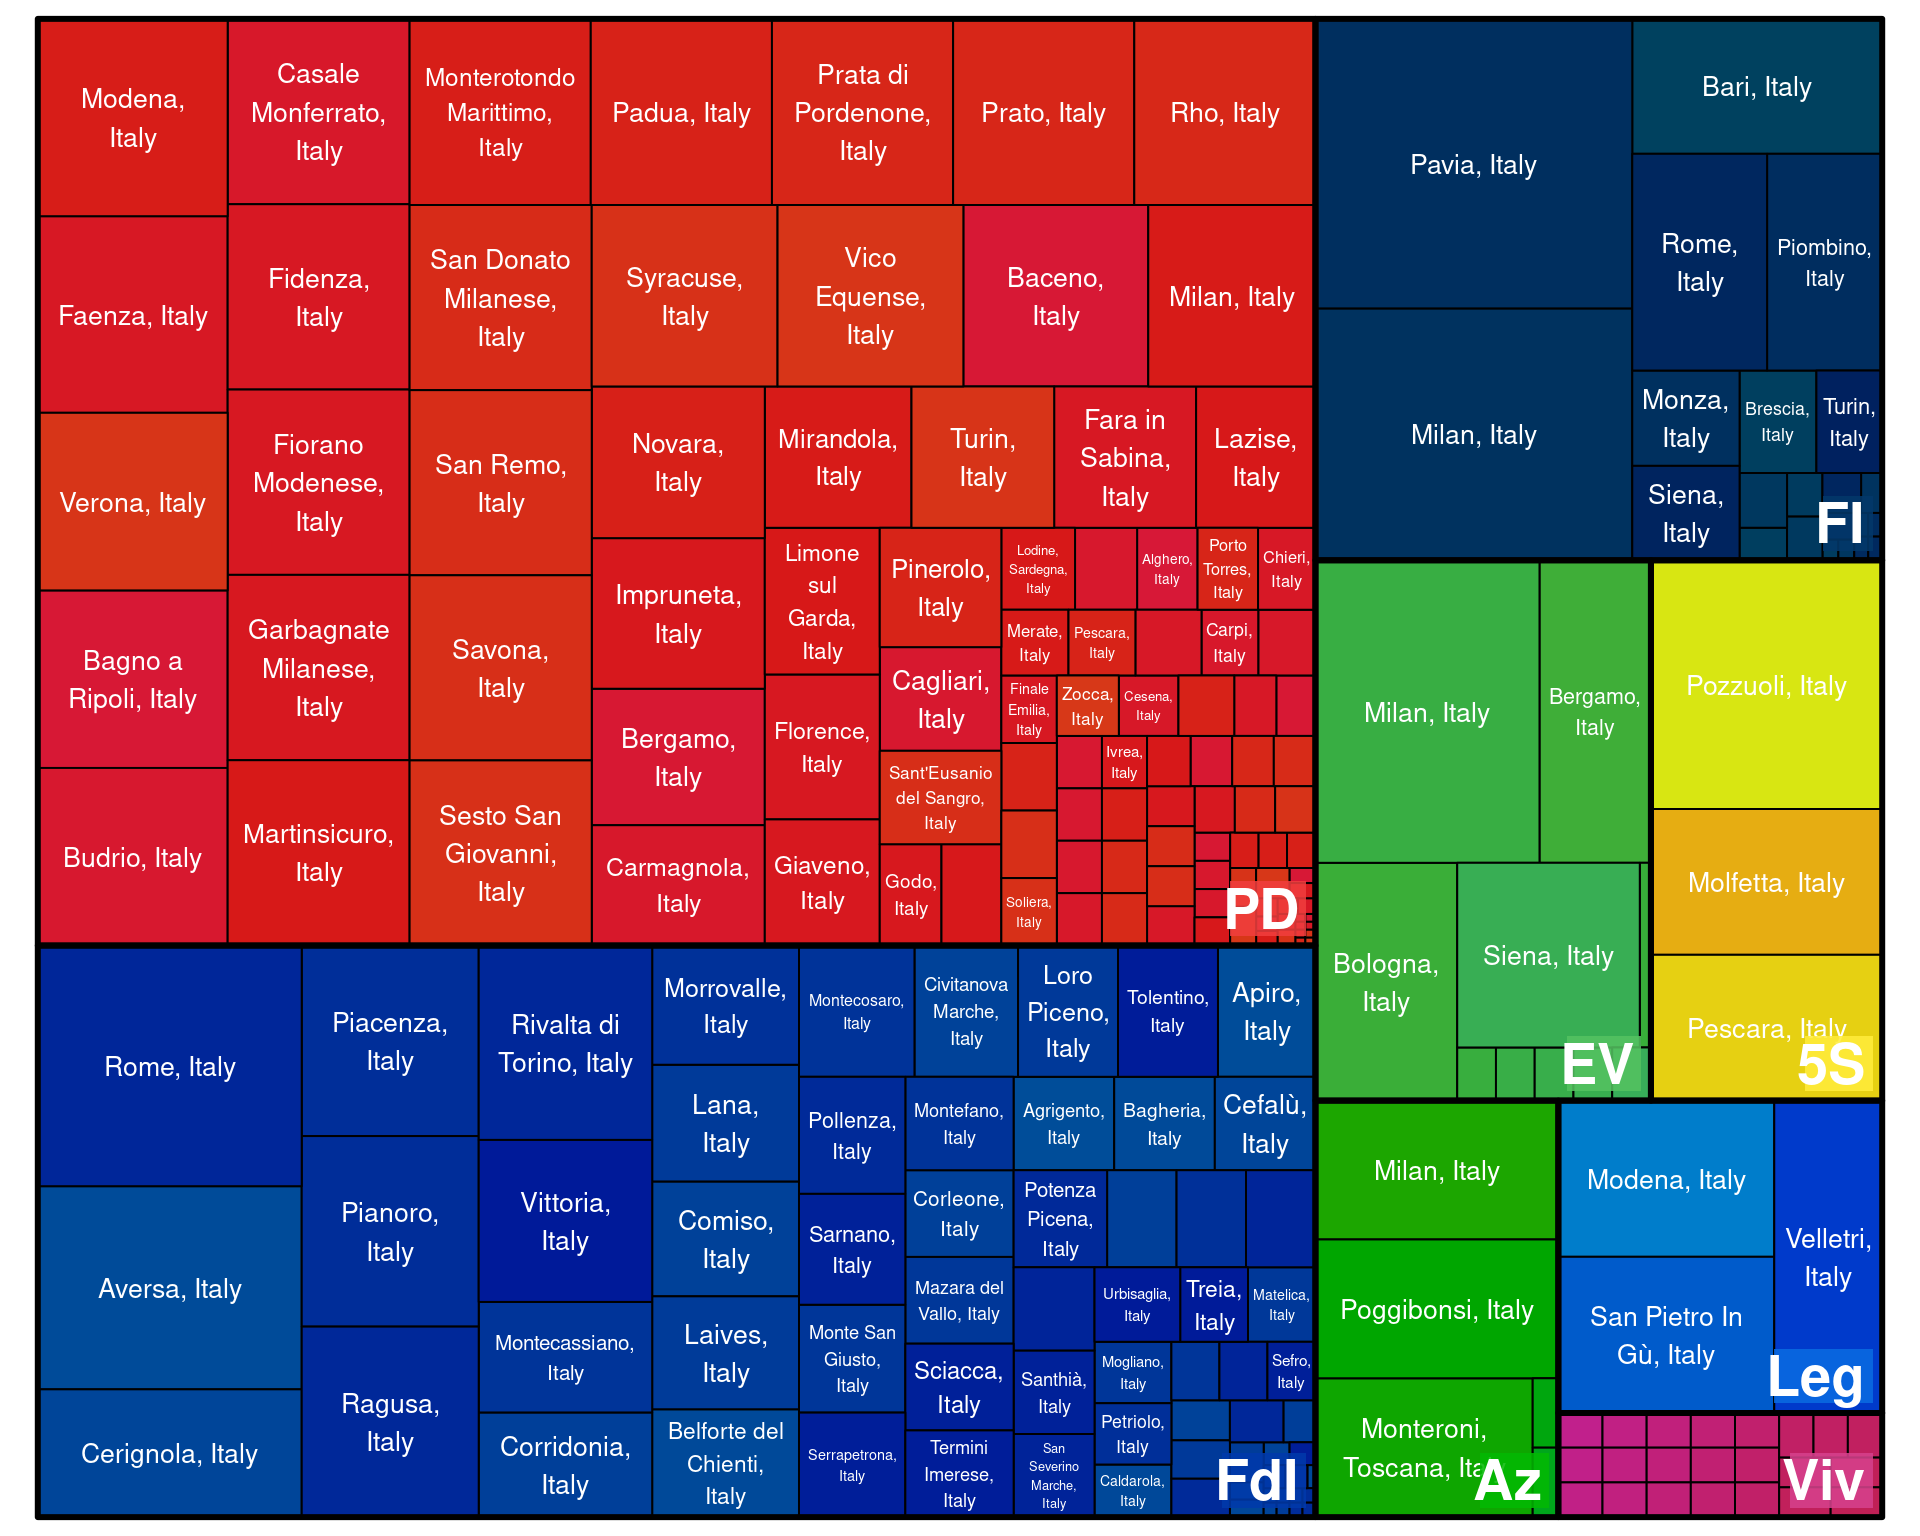 Modena,
Italy
Casale
Monferrato,
Italy
Monterotondo
Marittimo,
Italy
Padua, Italy
Prata di
Pordenone,
Italy
Prato, Italy
Rho, Italy
Faenza, Italy
Fidenza,
Italy
San Donato
Milanese,
Italy
Syracuse,
Italy
Vico
Equense,
Italy
Baceno,
Italy
Milan, Italy
Verona, Italy
Fiorano
Modenese,
Italy
San Remo,
Italy
Novara,
Italy
Mirandola,
Italy
Turin,
Italy
Fara in
Sabina,
Italy
Lazise,
Italy
Bagno a
Ripoli, Italy
Garbagnate
Milanese,
Italy
Savona,
Italy
Impruneta,
Italy
Limone
sul
Garda,
Italy
Pinerolo,
Italy
Lodine,
Sardegna,
Italy
Alghero,
Italy
Porto
Torres,
Italy
Chieri,
Italy
Merate,
Italy
Pescara,
Italy
Carpi,
Italy
Cagliari,
Italy
Finale
Emilia,
Italy
Zocca,
Italy
Cesena,
Italy
Bergamo,
Italy
Florence,
Italy
Ivrea,
Italy
Sant'Eusanio
del Sangro,
Italy
Budrio, Italy
Martinsicuro,
Italy
Sesto San
Giovanni,
Italy
Carmagnola,
Italy
Giaveno,
Italy
Godo,
Italy
Soliera,
Italy
PD
Rome, Italy
Aversa, Italy
Cerignola, Italy
Piacenza,
Italy
Pianoro,
Italy
Ragusa,
Italy
Rivalta di
Torino, Italy
Vittoria,
Italy
Montecassiano,
Italy
Corridonia,
Italy
Morrovalle,
Italy
Lana,
Italy
Comiso,
Italy
Laives,
Italy
Belforte del
Chienti,
Italy
Montecosaro,
Italy
Civitanova
Marche,
Italy
Loro
Piceno,
Italy
Tolentino,
Italy
Apiro,
Italy
Pollenza,
Italy
Sarnano,
Italy
Monte San
Giusto,
Italy
Serrapetrona,
Italy
Montefano,
Italy
Agrigento,
Italy
Bagheria,
Italy
Cefalù,
Italy
Corleone,
Italy
Potenza
Picena,
Italy
Mazara del
Vallo, Italy
Urbisaglia,
Italy
Treia,
Italy
Matelica,
Italy
Sciacca,
Italy
Santhià,
Italy
Mogliano,
Italy
Sefro,
Italy
Petriolo,
Italy
Termini
Imerese,
Italy
San
Severino
Marche,
Italy
Caldarola,
Italy
FdI
Pavia, Italy
Bari, Italy
Rome,
Italy
Piombino,
Italy
Milan, Italy
Monza,
Italy
Brescia,
Italy
Turin,
Italy
Siena,
Italy
FI
Milan, Italy
Bergamo,
Italy
Bologna,
Italy
Siena, Italy
EV
Pozzuoli, Italy
Molfetta, Italy
Pescara, Italy
5S
Milan, Italy
Poggibonsi, Italy
Monteroni,
Toscana, Italy
Az
Modena, Italy
San Pietro In
Gù, Italy
Velletri,
Italy
Leg
Viv